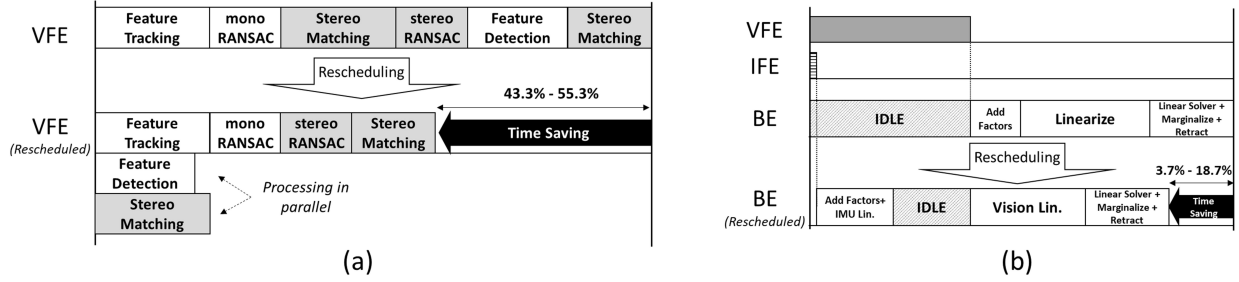 VFE
Feature Tracking
mono RANSAC
Stereo Matching
stereo RANSAC
Feature Detection
Stereo Matching
Rescheduling
43.3% - 55.3%
VFE
(Rescheduled)
Feature Tracking
mono RANSAC
stereo RANSAC
Stereo Matching
Time Saving
Feature Detection
Stereo Matching
Processing in parallel
(a)
VFE
IFE
BE
IDLE
Add Factors
Linearize
Linear Solver + Marginalize + Retract
Rescheduling
3.7% - 18.7%
BE
(Rescheduled)
Add Factors+ IMU Lin.
IDLE
Vision Lin.
Linear Solver + Marginalize + Retract
Time Saving
(b)